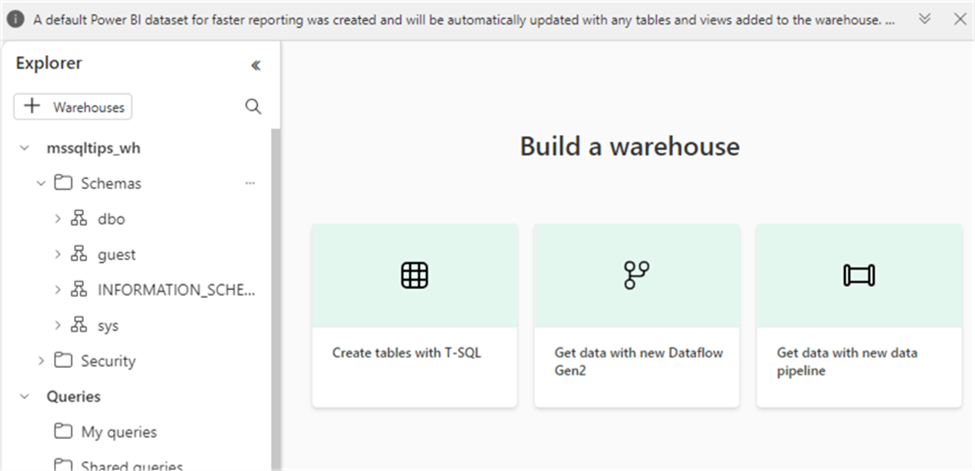 A default Power BI dataset for faster reporting was created and will be automatically updated with any tables and views added to the warehouse. ...
Explorer
Warehouses
mssqltips_wh
Schemas
dbo
guest
INFORMATION_SCHE...
sys
Security
Queries
My queries
Shared queries
Build a warehouse
Create tables with T-SQL
Get data with new Dataflow
Gen2
Get data with new data
pipeline